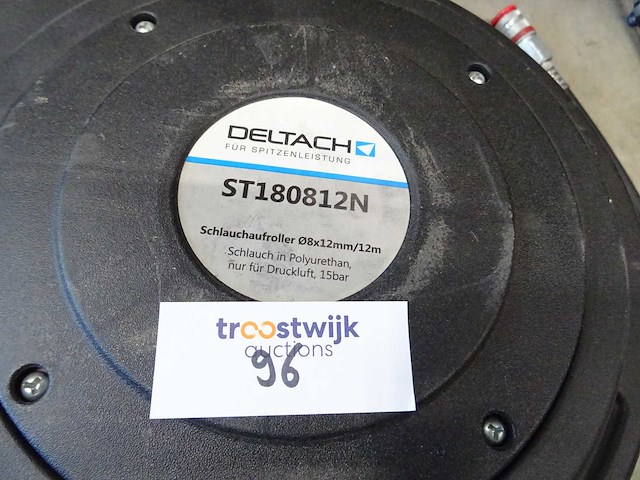 DELTACH
FÜR SPITZENLEISTUNG
ST180812N
Schlauchaufroller Ø8x12mm/12m
Schlauch in Polyurethan,
nur für Druckluft, 15bar
troostwijk
auctions
96